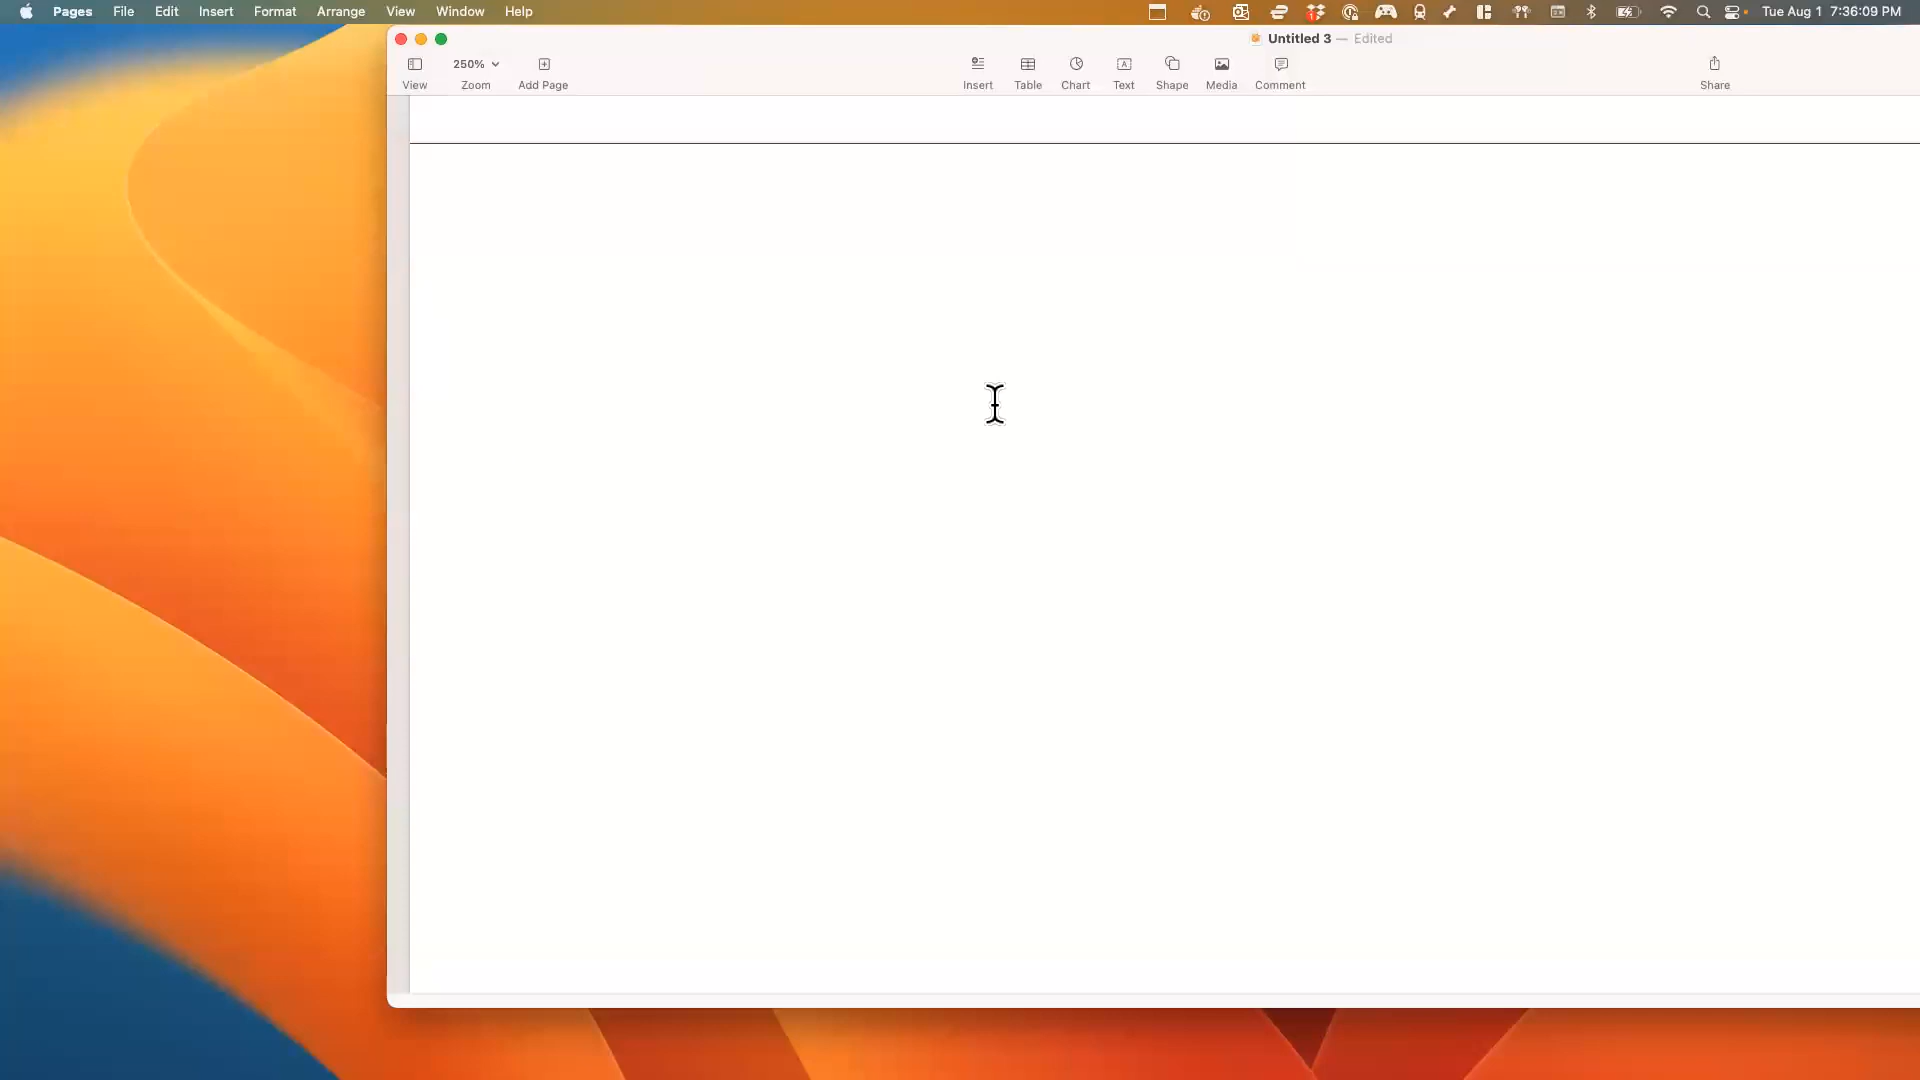 Pages File Edit Insert Format Arrange View Window Help Tue Aug 1 7:36:09 PM
Untitled 3 — Edited
250%
View Zoom Add Page Insert Table Chart Text Shape Media Comment Share